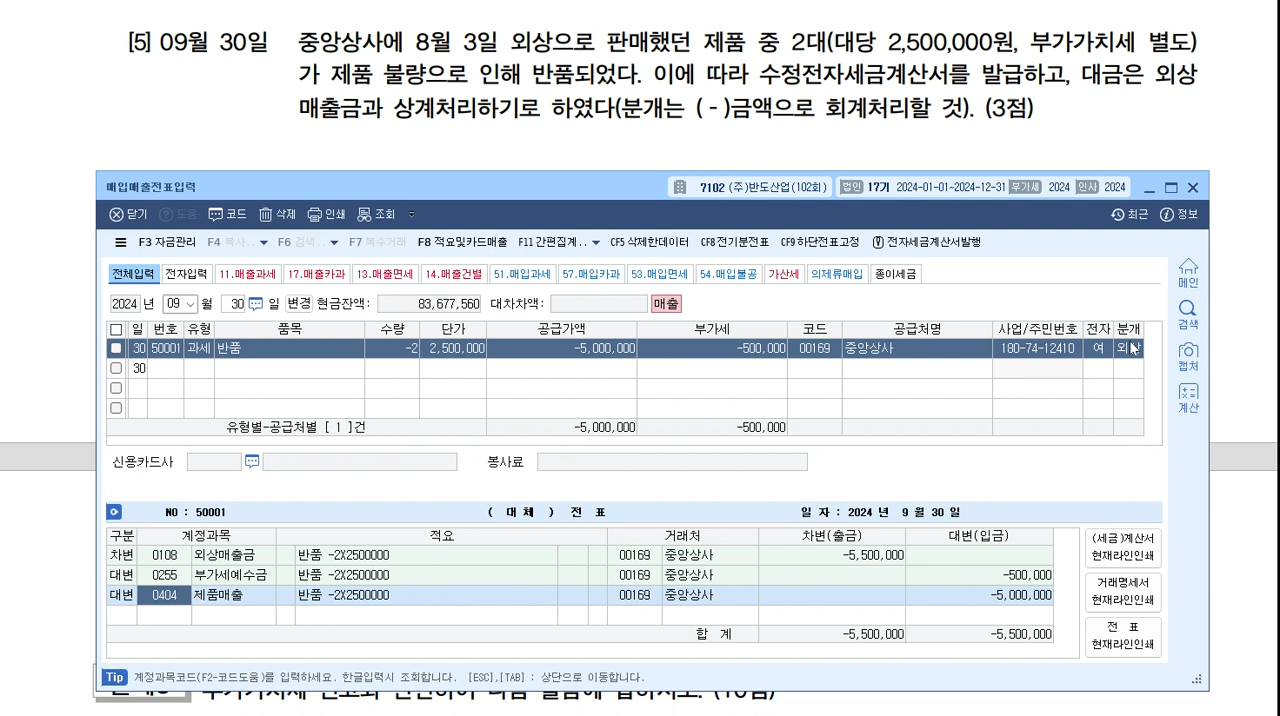 [5] 09월 30일 중앙상사에 8월 3일 외상으로 판매했던 제품 중 2대(대당 2,500,000원, 부가가치세 별도)
가 제품 불량으로 인해 반품되었다. 이에 따라 수정전자세금계산서를 발급하고, 대금은 외상
매출금과 상계처리하기로 하였다(분개는 (-)금액으로 회계처리할 것). (3점)
매입매출전표입력 7102 (주)반도산업(102회) 법인 17기 2024-01-01~2024-12-31 부가세 2024 인사 2024
닫기 도움 코드 삭제 인쇄 조회 최근 정보
F3 자금관리 F4 복사.. F6 검색.. F7 복수거래 F8 적요및카드매출 F11 간편집계.. CF5 삭제한데이터 CF8 전기분전표 CF9 하단전표고정 전자세금계산서발행
전체입력 전자입력 11.매출과세 17.매출카과 13.매출면세 14.매출건별 51.매입과세 57.매입카과 53.매입면세 54.매입불공 가산세 의제류매입 종이세금
메인
2024 년 09 월 30 일 변경 현금잔액: 83,677,560 대차차액: 매출
검색
일 번호 유형 품목 수량 단가 공급가액 부가세 코드 공급처명 사업/주민번호 전자 분개
30 50001 과세 반품 -2 2,500,000 -5,000,000 -500,000 00169 중앙상사 180-74-12410 여 외상
캡처
30
계산
유형별-공급처별 [ 1 ]건 -5,000,000 -500,000
신용카드사 봉사료
NO : 50001 ( 대 체 ) 전 표 일 자 : 2024 년 9 월 30 일
구분 계정과목 적요 거래처 차변(출금) 대변(입금)
차변 0108 외상매출금 반품 -2X2500000 00169 중앙상사 -5,500,000
대변 0255 부가세예수금 반품 -2X2500000 00169 중앙상사 -500,000
대변 0404 제품매출 반품 -2X2500000 00169 중앙상사 -5,000,000
합 계 -5,500,000 -5,500,000
(세금)계산서
현재라인인쇄
거래명세서
현재라인인쇄
전 표
현재라인인쇄
Tip 계정과목코드(F2-코드도움)를 입력하세요. 한글입력시 조회합니다. [ESC],[TAB] : 상단으로 이동합니다.